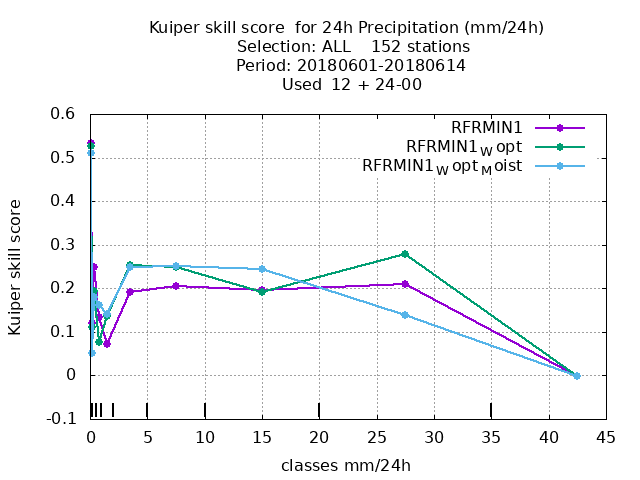 Kuiper skill score  for 24h Precipitation (mm/24h)
Selection: ALL    152 stations
Period: 20180601-20180614
Used  12 + 24-00
RFRMIN1
RFRMIN1_W opt
RFRMIN1_W opt_M oist
Kuiper skill score
0.6
0.5
0.4
0.3
0.2
0.1
0
-0.1
0 5 10 15 20 25 30 35 40 45
classes mm/24h